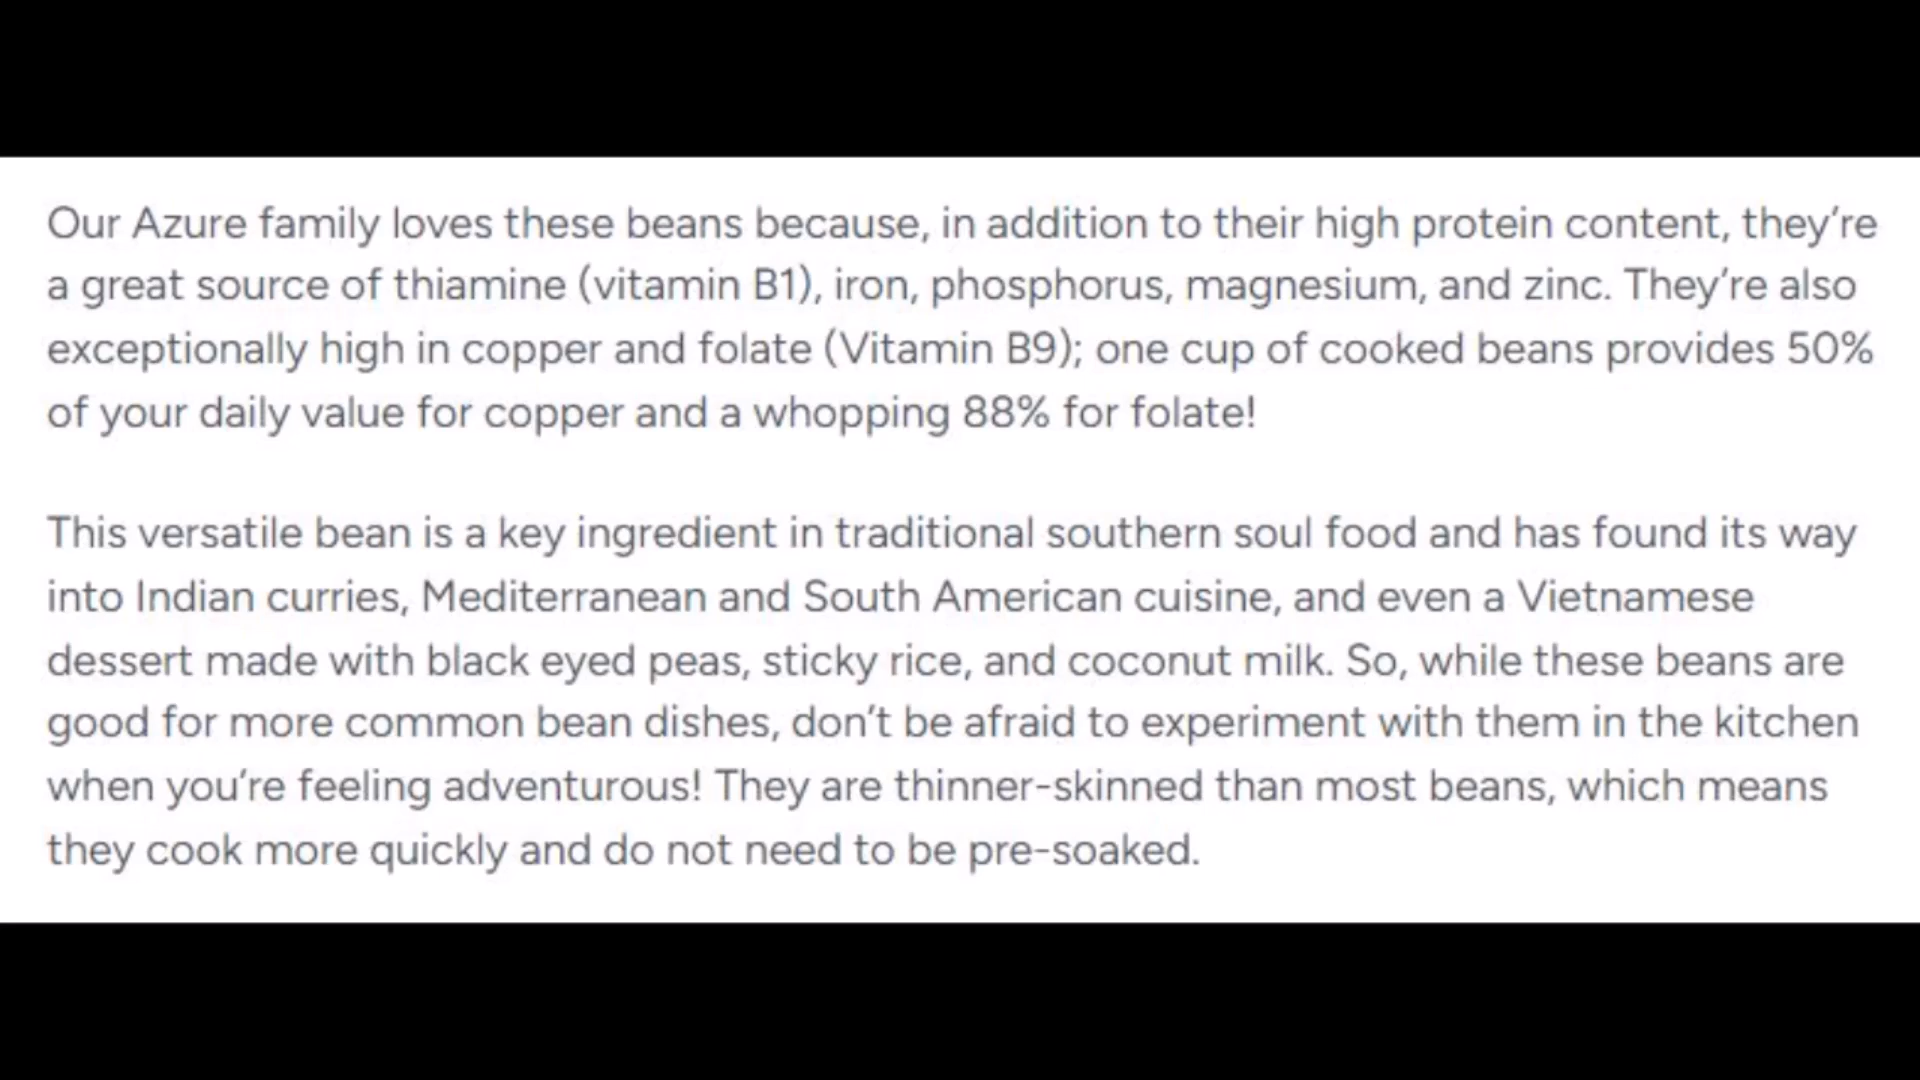 Our Azure family loves these beans because, in addition to their high protein content, they’re
a great source of thiamine (vitamin B1), iron, phosphorus, magnesium, and zinc. They’re also
exceptionally high in copper and folate (Vitamin B9); one cup of cooked beans provides 50%
of your daily value for copper and a whopping 88% for folate!
This versatile bean is a key ingredient in traditional southern soul food and has found its way
into Indian curries, Mediterranean and South American cuisine, and even a Vietnamese
dessert made with black eyed peas, sticky rice, and coconut milk. So, while these beans are
good for more common bean dishes, don’t be afraid to experiment with them in the kitchen
when you’re feeling adventurous! They are thinner-skinned than most beans, which means
they cook more quickly and do not need to be pre-soaked.